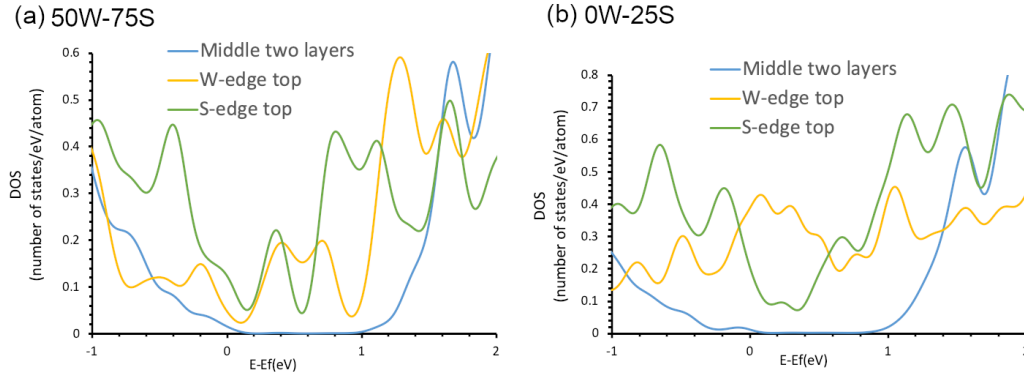 (a) 50W-75S
Middle two layers
W-edge top
S-edge top
DOS
(number of states/eV/atom)
0.6
0.5
0.4
0.3
0.2
0.1
0
-1
0
1
2
E-Ef(eV)
(b) 0W-25S
Middle two layers
W-edge top
S-edge top
DOS
(number of states/eV/atom)
0.8
0.7
0.6
0.5
0.4
0.3
0.2
0.1
0
-1
0
1
2
E-Ef(eV)